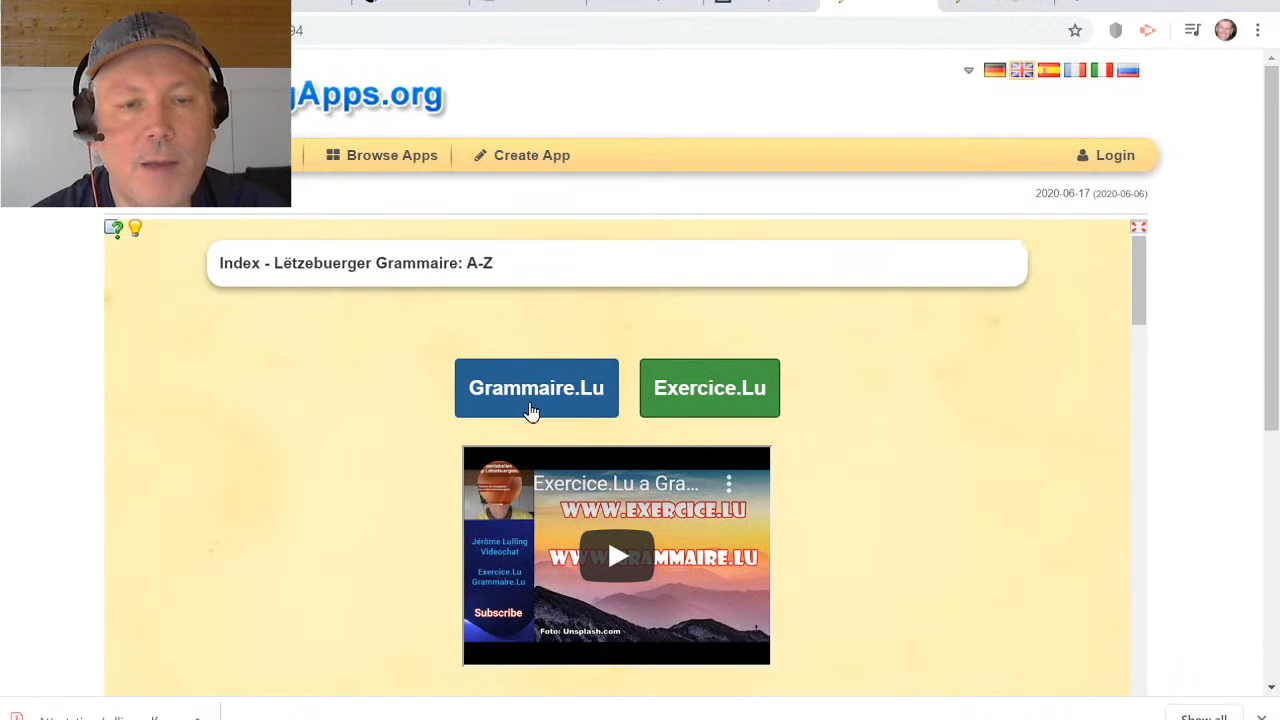 94
gApps.org
Browse Apps
Create App
Login
2020-06-17 (2020-06-06)
Index - Lëtzebuerger Grammaire: A-Z
Grammaire.Lu
Exercice.Lu
Exercice.Lu a Gra...
WWW.EXERCICE.LU
WWW.GRAMMAIRE.LU
Jérôme Lulling
Videochat
Exercice.Lu
Grammaire.Lu
Subscribe
Foto: Unsplash.com
Show all